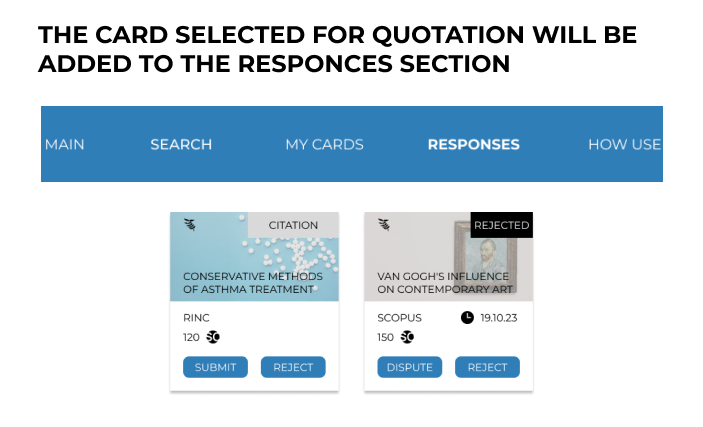 THE CARD SELECTED FOR QUOTATION WILL BE
ADDED TO THE RESPONCES SECTION
MAIN SEARCH MY CARDS RESPONSES HOW USE
CITATION
CONSERVATIVE METHODS
OF ASTHMA TREATMENT
RINC
120 SC
SUBMIT REJECT
REJECTED
VAN GOGH'S INFLUENCE
ON CONTEMPORARY ART
SCOPUS 19.10.23
150 SC
DISPUTE REJECT